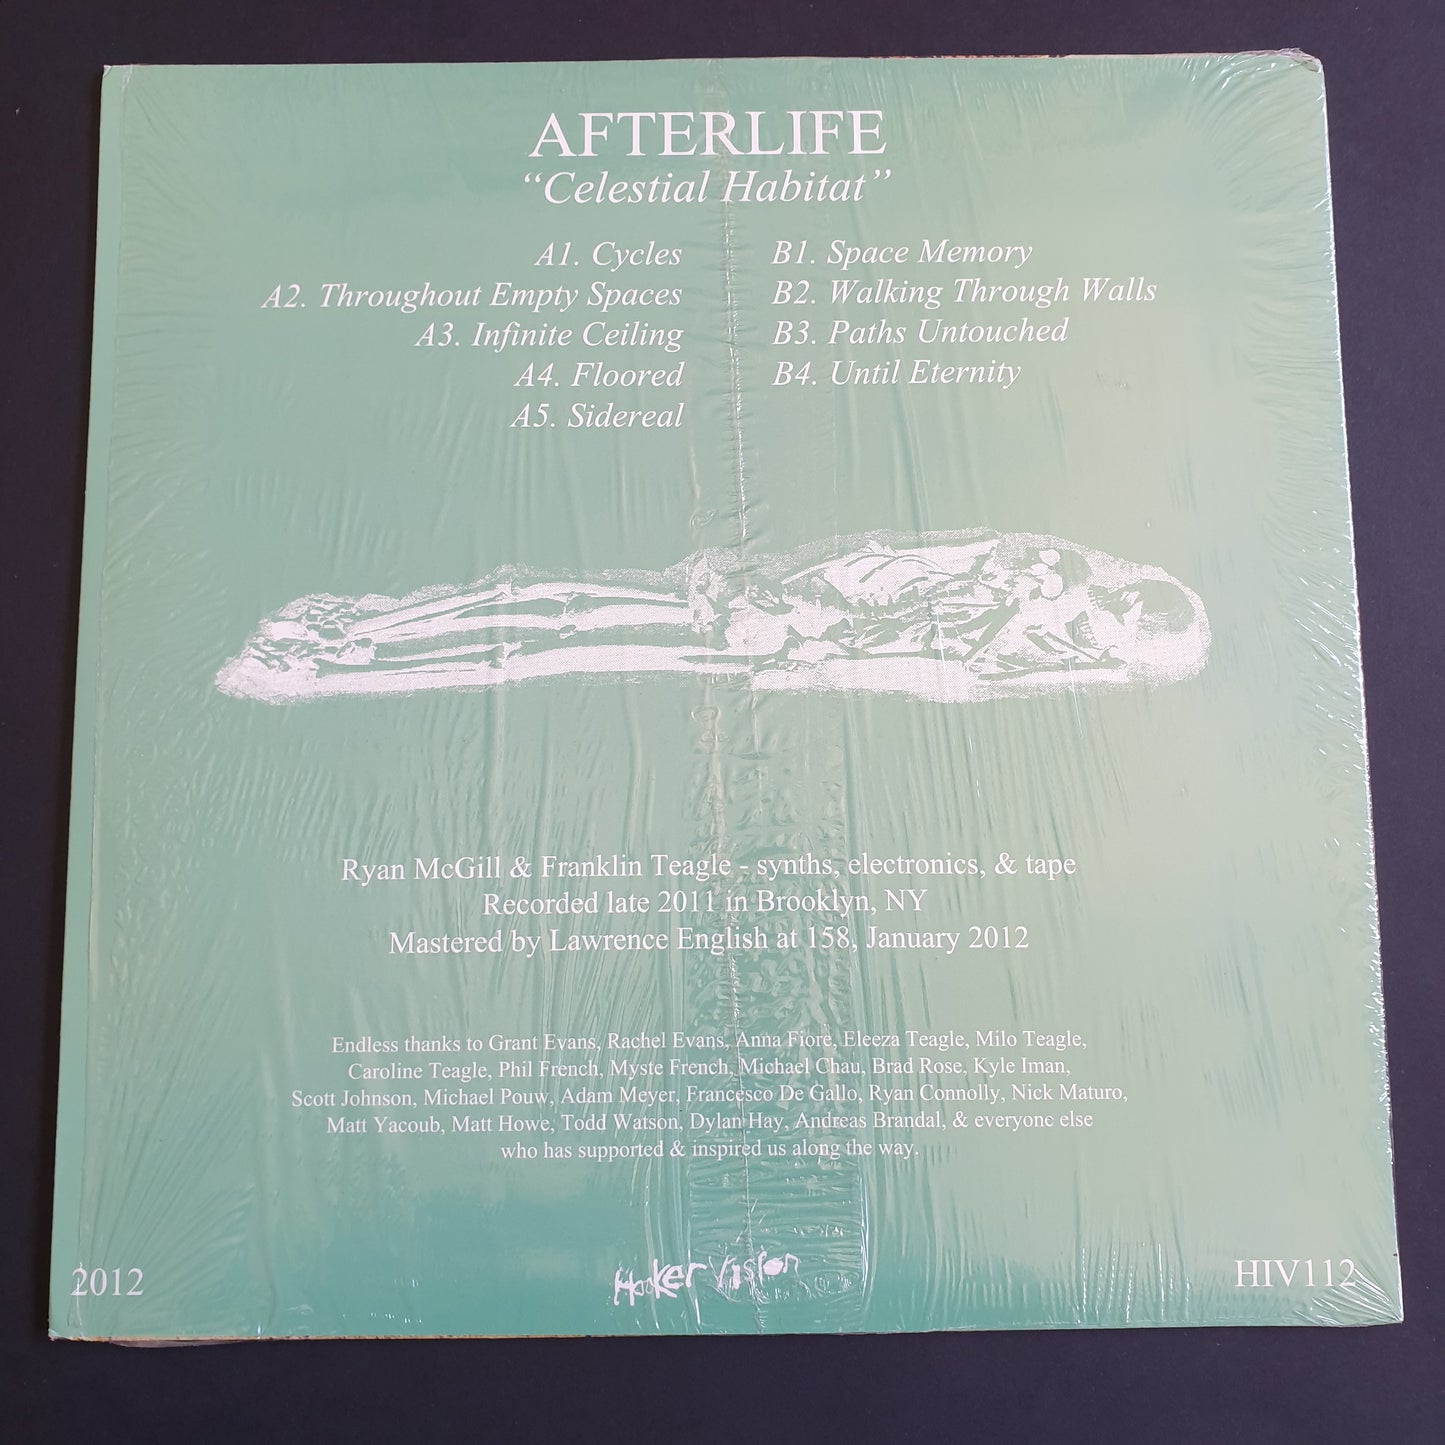 AFTERLIFE
“Celestial Habitat”
A1. Cycles
A2. Throughout Empty Spaces
A3. Infinite Ceiling
A4. Floored
A5. Sidereal
B1. Space Memory
B2. Walking Through Walls
B3. Paths Untouched
B4. Until Eternity
Ryan McGill & Franklin Teagle - synths, electronics, & tape
Recorded late 2011 in Brooklyn, NY
Mastered by Lawrence English at 158, January 2012
Endless thanks to Grant Evans, Rachel Evans, Anna Fiore, Eleeza Teagle, Milo Teagle,
Caroline Teagle, Phil French, Myste French, Michael Chau, Brad Rose, Kyle Iman,
Scott Johnson, Michael Pouw, Adam Meyer, Francesco De Gallo, Ryan Connolly, Nick Maturo,
Matt Yacoub, Matt Howe, Todd Watson, Dylan Hay, Andreas Brandal, & everyone else
who has supported & inspired us along the way.
2012
Hooker Vision
HIV112